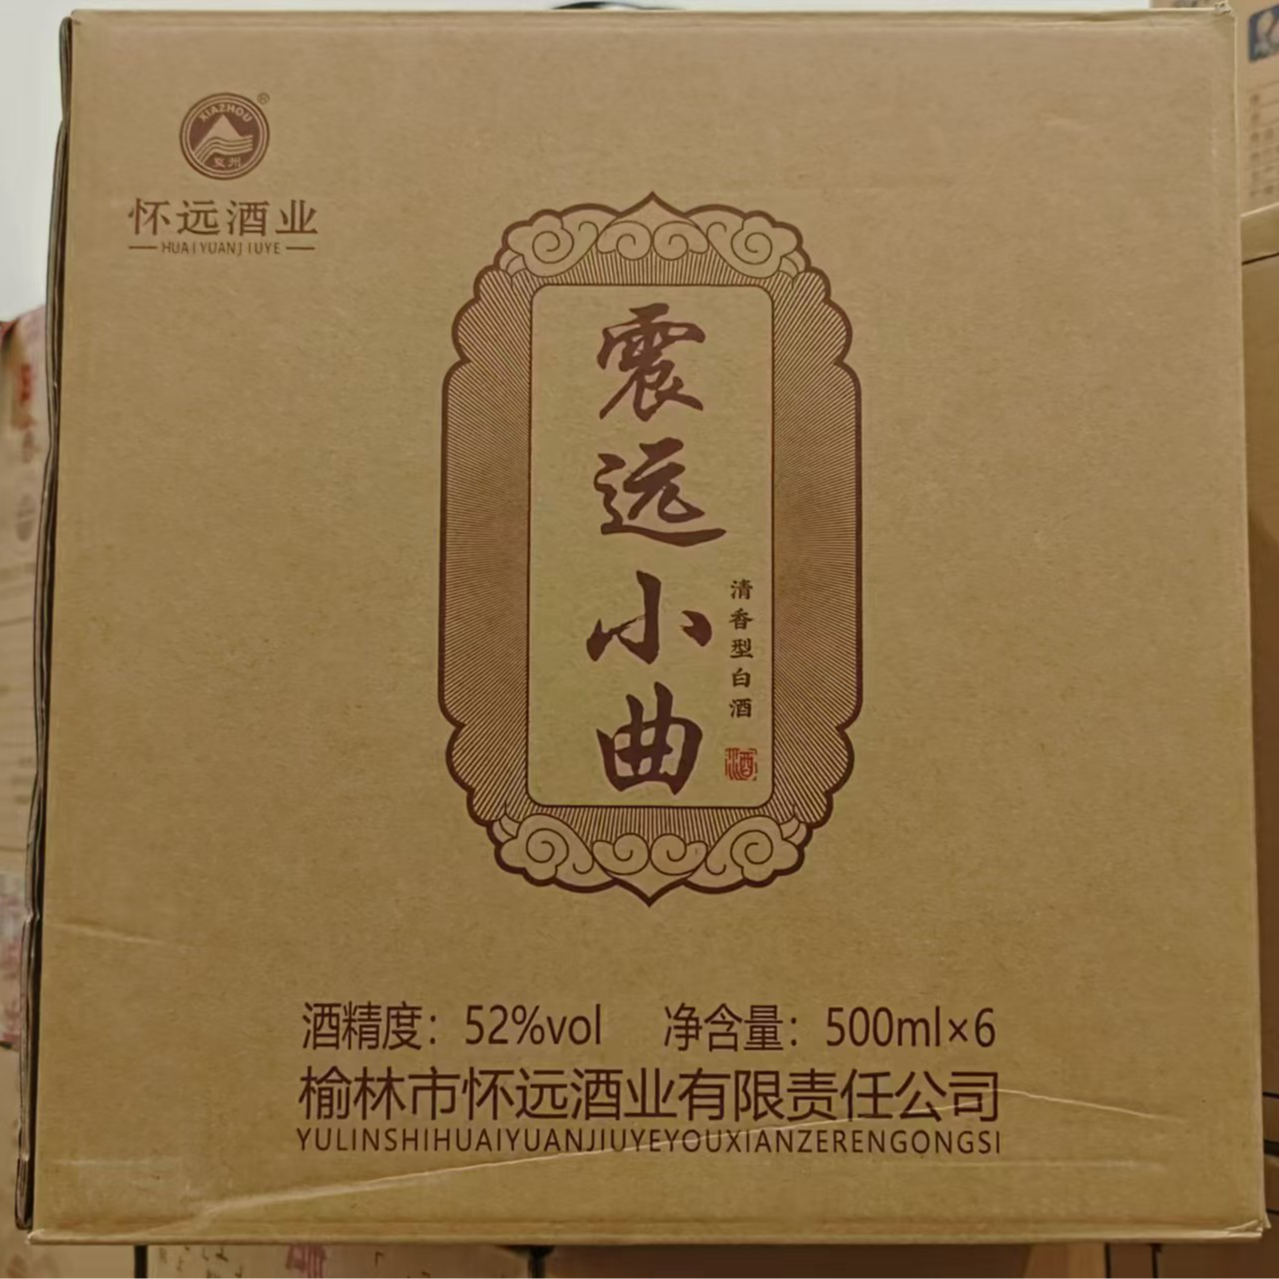 XIAZHOU
®
怀远酒业
HUAIYUANJIUYE
震远小曲
清香型白酒
酒
酒精度：52%vol 净含量：500ml×6
榆林市怀远酒业有限责任公司
YULINSHIHUAIYUANJIUYEYOUXIANZERENGONGSI